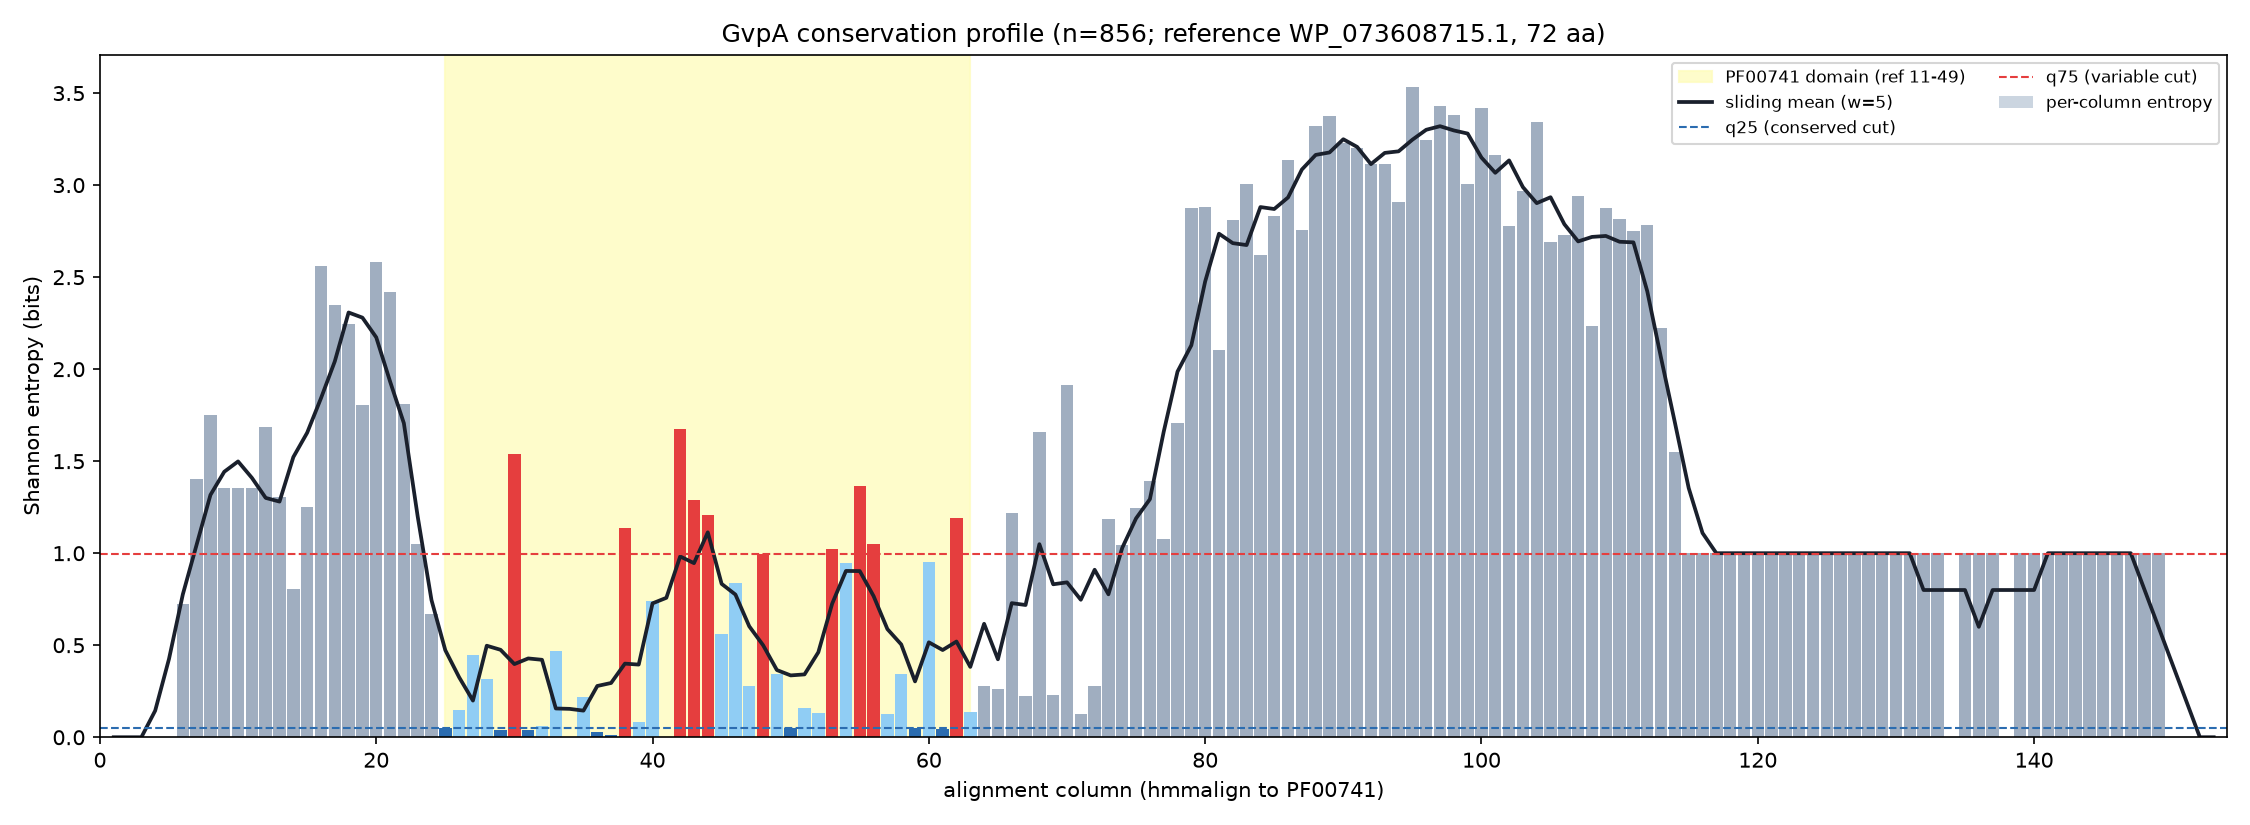 GvpA conservation profile (n=856; reference WP_073608715.1, 72 aa)
PF00741 domain (ref 11-49)
sliding mean (w=5)
q25 (conserved cut)
q75 (variable cut)
per-column entropy
Shannon entropy (bits)
3.5
3.0
2.5
2.0
1.5
1.0
0.5
0.0
0 20 40 60 80 100 120 140
alignment column (hmmalign to PF00741)